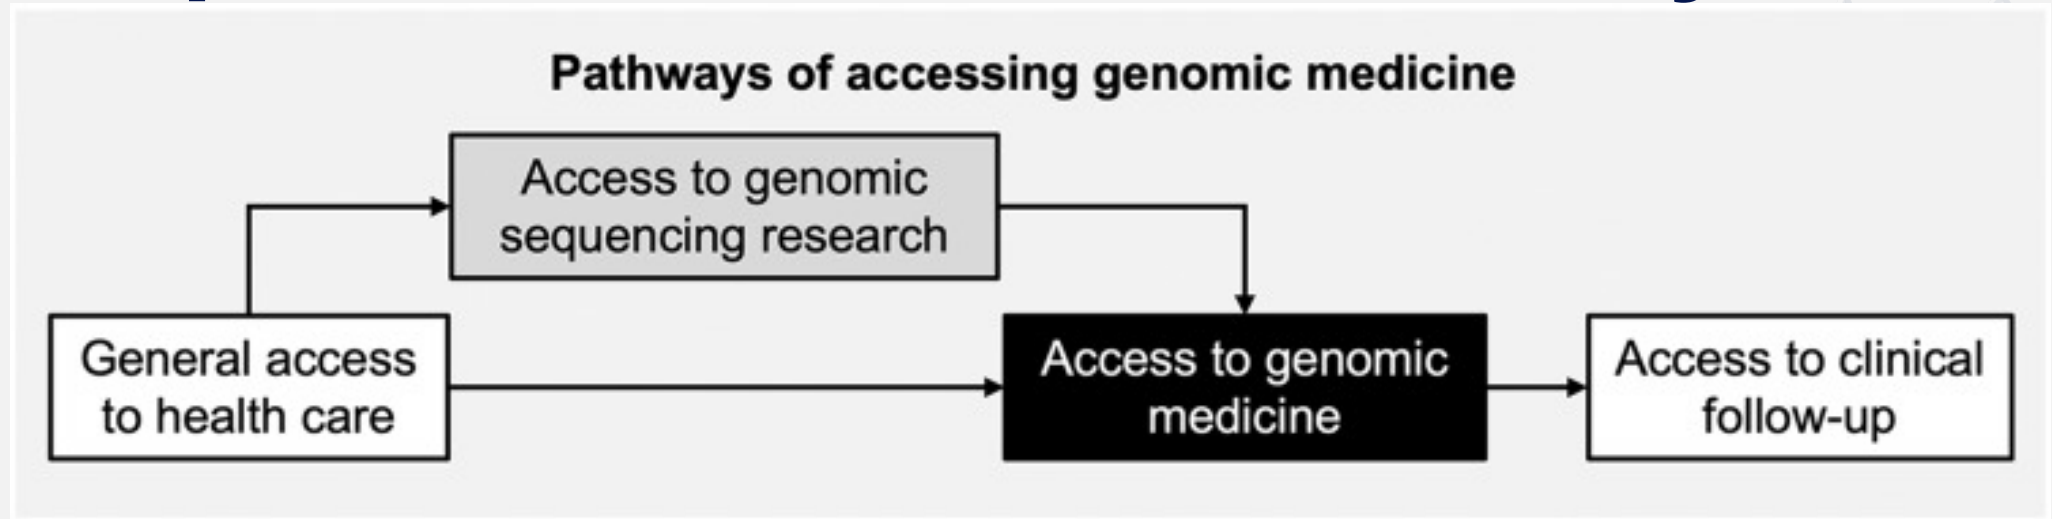 Pathways of accessing genomic medicine
Access to genomic
sequencing research
General access
to health care
Access to genomic
medicine
Access to clinical
follow-up